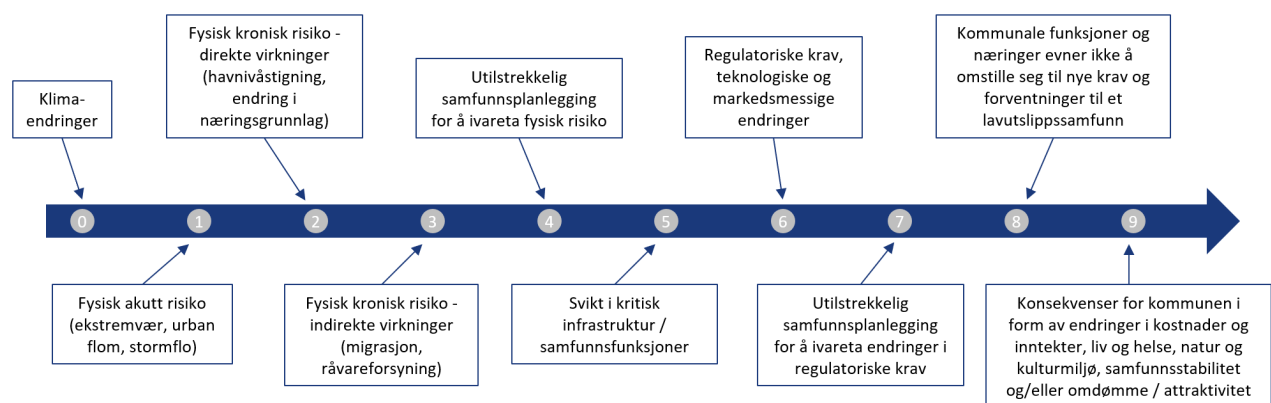 Klima-
endringer
Fysisk kronisk risiko -
direkte virkninger
(havnivåstigning,
endring i
næringsgrunnlag)
Utilstrekkelig
samfunnsplanlegging
for å ivareta fysisk risiko
Regulatoriske krav,
teknologiske og
markedsmessige
endringer
Kommunale funksjoner og
næringer evner ikke å
omstille seg til nye krav og
forventninger til et
lavutslippssamfunn
0 1 2 3 4 5 6 7 8 9
Fysisk akutt risiko
(ekstremvær, urban
flom, stormflo)
Fysisk kronisk risiko -
indirekte virkninger
(migrasjon,
råvareforsyning)
Svikt i kritisk
infrastruktur /
samfunnsfunksjoner
Utilstrekkelig
samfunnsplanlegging
for å ivareta endringer i
regulatoriske krav
Konsekvenser for kommunen i
form av endringer i kostnader og
inntekter, liv og helse, natur og
kulturmiljø, samfunnsstabilitet
og/eller omdømme / attraktivitet